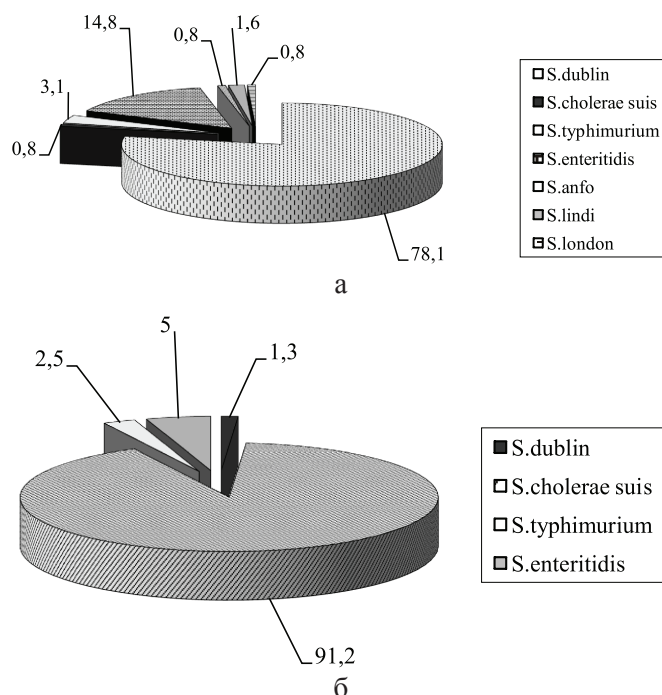 14,8
0,8
1,6
0,8
3,1
0,8
78,1
S.dublin
S.cholerae suis
S.typhimurium
S.enteritidis
S.anfo
S.lindi
S.london
а
5
2,5
1,3
91,2
S.dublin
S.cholerae suis
S.typhimurium
S.enteritidis
б